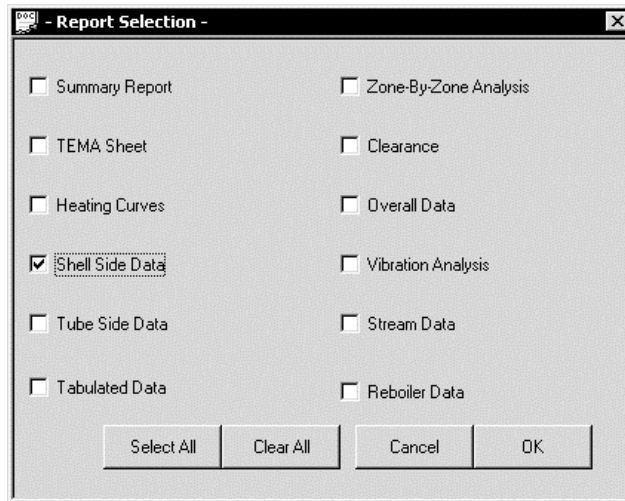 DOC
- Report Selection -
Summary Report
Zone-By-Zone Analysis
TEMA Sheet
Clearance
Heating Curves
Overall Data
Shell Side Data
Vibration Analysis
Tube Side Data
Stream Data
Tabulated Data
Reboiler Data
Select All
Clear All
Cancel
OK